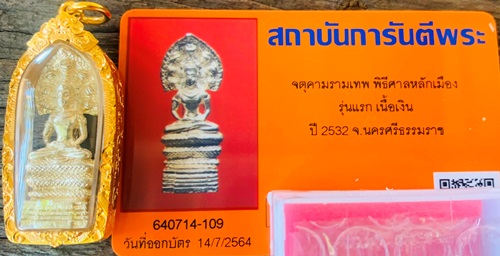 สถาบันการันตีพระ
จตุคามรามเทพ พิธีศาลหลักเมือง
รุ่นแรก เนื้อเงิน
ปี 2532 จ.นครศรีธรรมราช
640714-109
วันที่ออกบัตร 14/7/2564